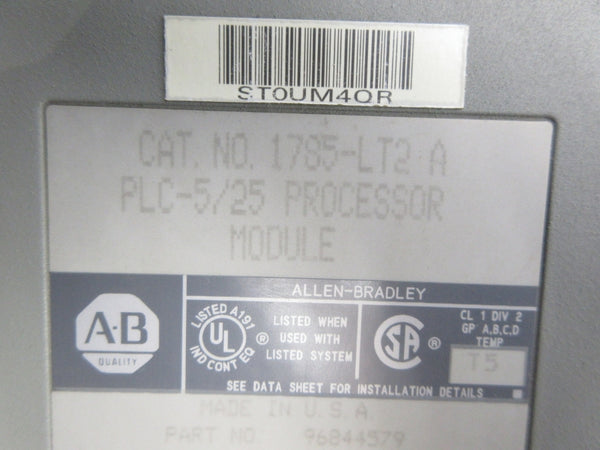 ST0UM4QR
CAT. NO. 1785-LT2 A
PLC-5/25 PROCESSOR
MODULE
ALLEN-BRADLEY
A-B
QUALITY
LISTED A191
UL
®
IND CONT EQ
LISTED WHEN
USED WITH
LISTED SYSTEM
SA
®
CL 1 DIV 2
GP A,B,C,D
TEMP
T5
SEE DATA SHEET FOR INSTALLATION DETAILS
MADE IN U.S.A.
PART NO. 96844579